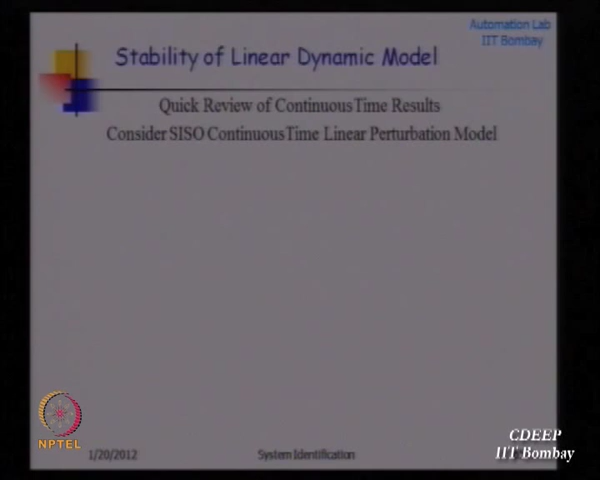 Automation Lab
IIT Bombay
Stability of Linear Dynamic Model
Quick Review of Continuous Time Results
Consider SISO Continuous Time Linear Perturbation Model
NPTEL
1/20/2012
System Identification
CDEEP
IIT Bombay